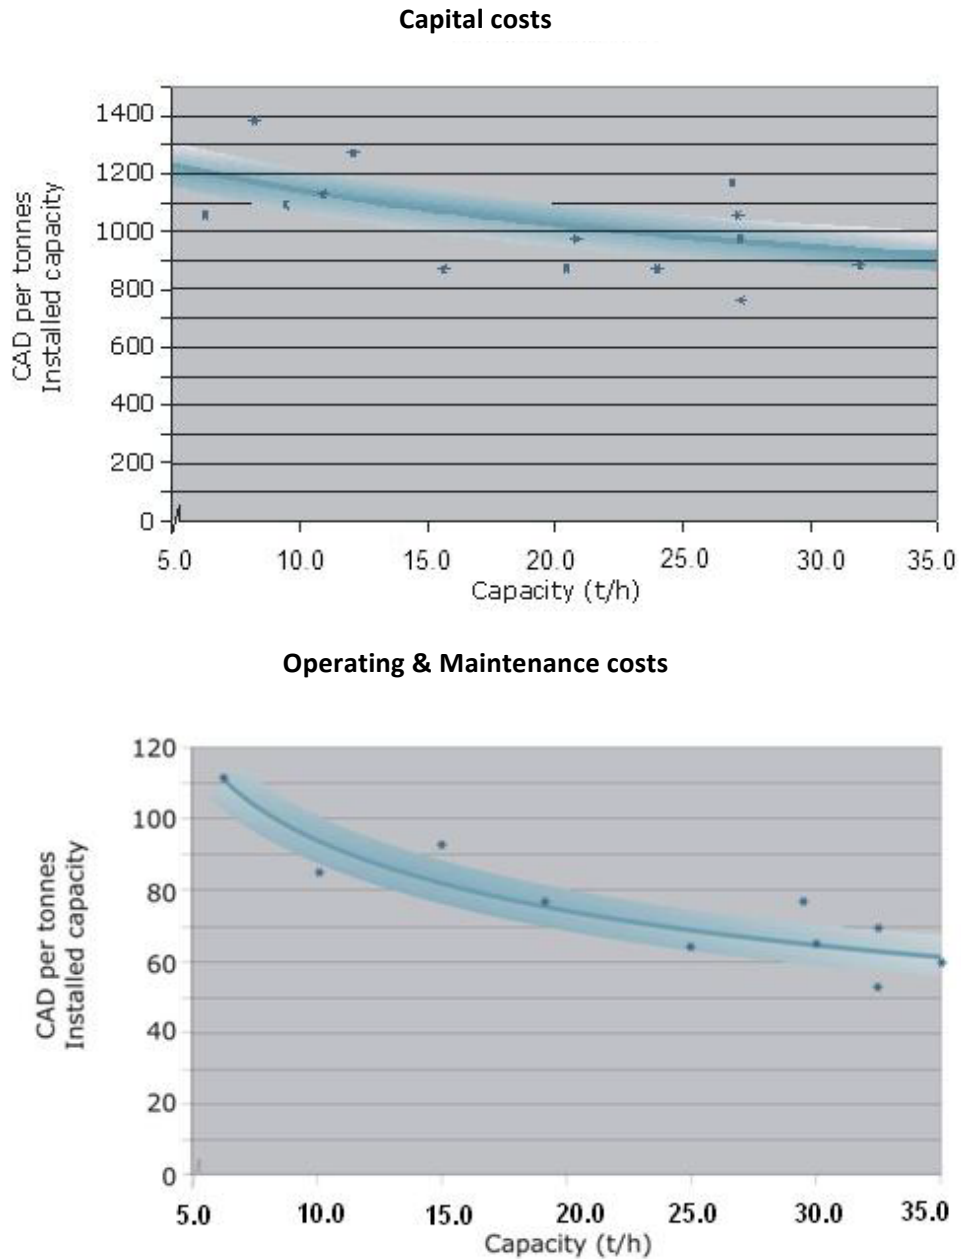 Capital costs
1400
1200
1000
800
600
400
200
0
CAD per tonnes
Installed capacity
5.0 10.0 15.0 20.0 25.0 30.0 35.0
Capacity (t/h)
Operating & Maintenance costs
120
100
80
60
40
20
0
CAD per tonnes
Installed capacity
5.0 10.0 15.0 20.0 25.0 30.0 35.0
Capacity (t/h)